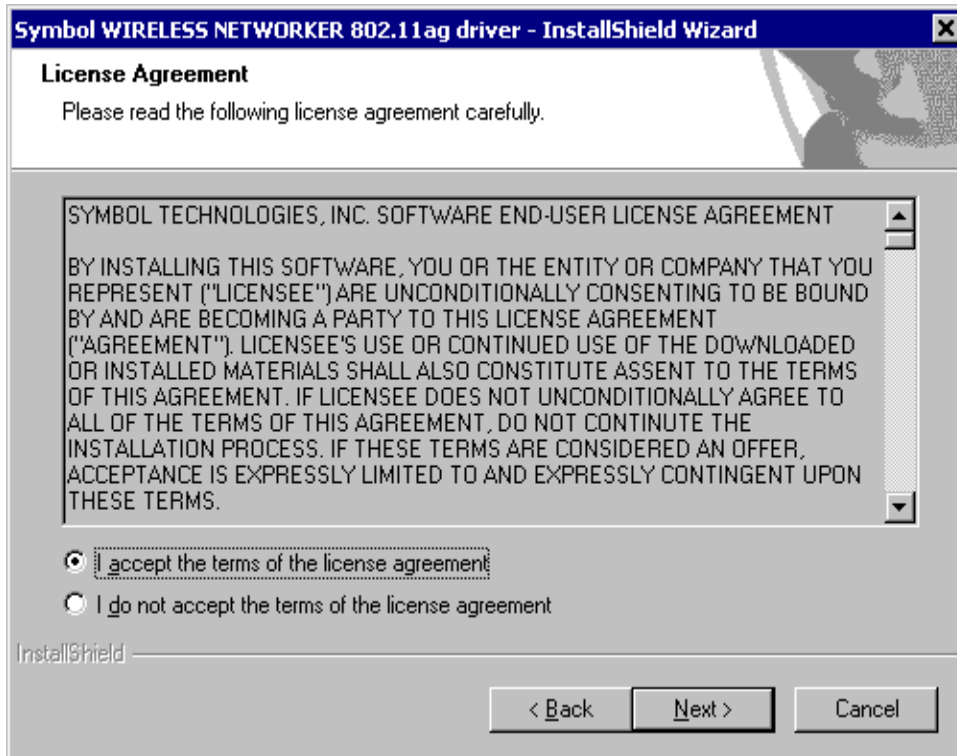 Symbol WIRELESS NETWORKER 802.11ag driver - InstallShield Wizard
License Agreement
Please read the following license agreement carefully.
SYMBOL TECHNOLOGIES, INC. SOFTWARE END-USER LICENSE AGREEMENT
BY INSTALLING THIS SOFTWARE, YOU OR THE ENTITY OR COMPANY THAT YOU
REPRESENT ("LICENSEE") ARE UNCONDITIONALLY CONSENTING TO BE BOUND
BY AND ARE BECOMING A PARTY TO THIS LICENSE AGREEMENT
("AGREEMENT"). LICENSEE'S USE OR CONTINUED USE OF THE DOWNLOADED
OR INSTALLED MATERIALS SHALL ALSO CONSTITUTE ASSENT TO THE TERMS
OF THIS AGREEMENT. IF LICENSEE DOES NOT UNCONDITIONALLY AGREE TO
ALL OF THE TERMS OF THIS AGREEMENT, DO NOT CONTINUTE THE
INSTALLATION PROCESS. IF THESE TERMS ARE CONSIDERED AN OFFER,
ACCEPTANCE IS EXPRESSLY LIMITED TO AND EXPRESSLY CONTINGENT UPON
THESE TERMS.
I accept the terms of the license agreement
I do not accept the terms of the license agreement
InstallShield
< Back Next > Cancel